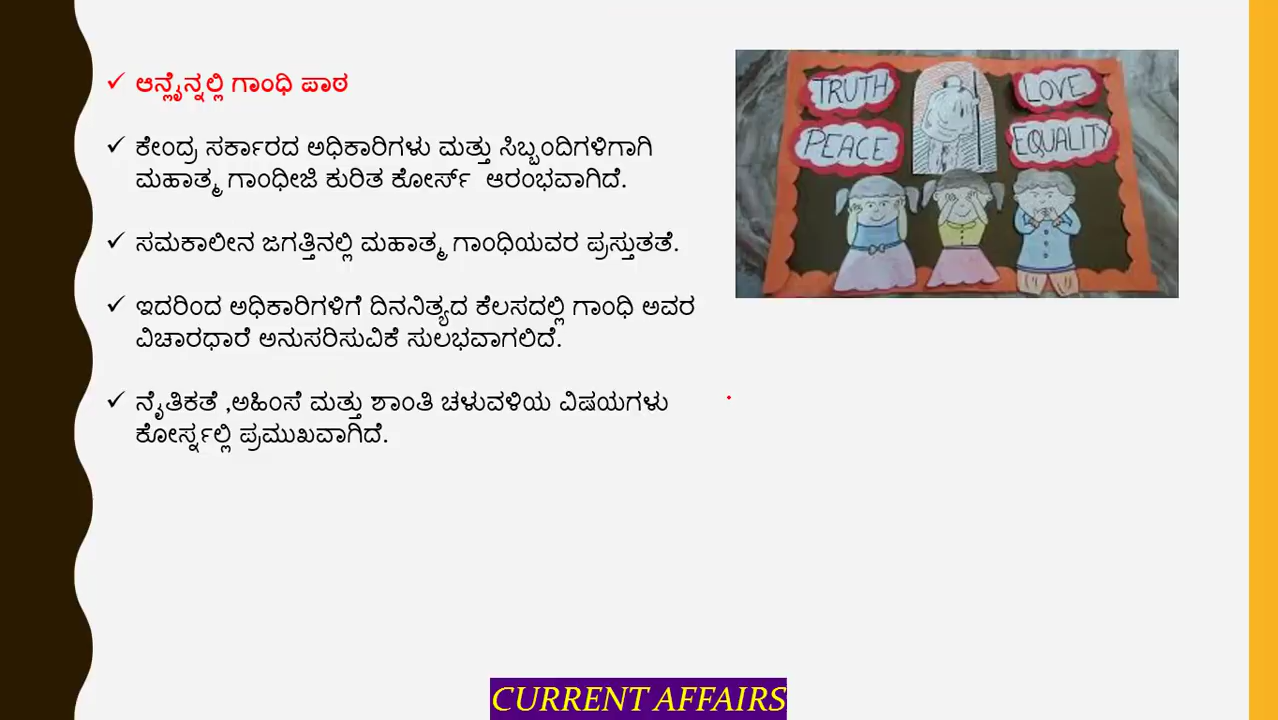 ಆನ್ಲೈನ್ನಲ್ಲಿ ಗಾಂಧಿ ಪಾಠ
ಕೇಂದ್ರ ಸರ್ಕಾರದ ಅಧಿಕಾರಿಗಳು ಮತ್ತು ಸಿಬ್ಬಂದಿಗಳಿಗಾಗಿ
ಮಹಾತ್ಮ ಗಾಂಧೀಜಿ ಕುರಿತ ಕೋರ್ಸ್ ಆರಂಭವಾಗಿದೆ.
ಸಮಕಾಲೀನ ಜಗತ್ತಿನಲ್ಲಿ ಮಹಾತ್ಮ ಗಾಂಧಿಯವರ ಪ್ರಸ್ತುತತೆ.
ಇದರಿಂದ ಅಧಿಕಾರಿಗಳಿಗೆ ದಿನನಿತ್ಯದ ಕೆಲಸದಲ್ಲಿ ಗಾಂಧಿ ಅವರ
ವಿಚಾರಧಾರೆ ಅನುಸರಿಸುವಿಕೆ ಸುಲಭವಾಗಲಿದೆ.
ನೈತಿಕತೆ ,ಅಹಿಂಸೆ ಮತ್ತು ಶಾಂತಿ ಚಳುವಳಿಯ ವಿಷಯಗಳು
ಕೋರ್ಸ್ನಲ್ಲಿ ಪ್ರಮುಖವಾಗಿದೆ.
TRUTH
LOVE
PEACE
EQUALITY
CURRENT AFFAIRS